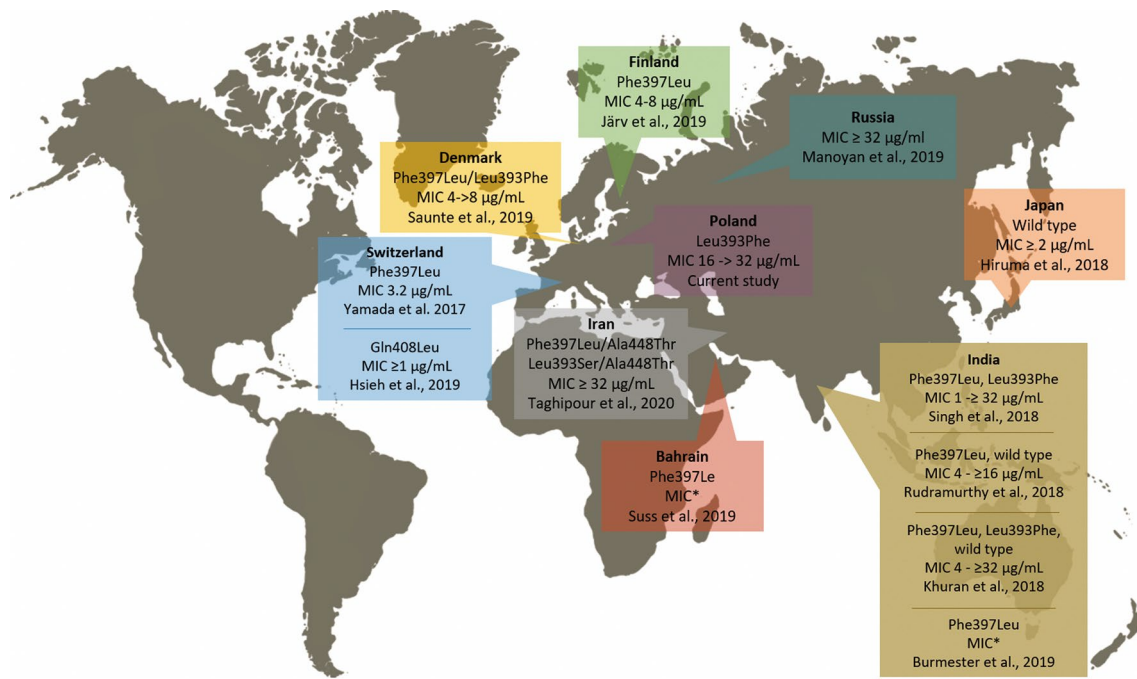 Finland
Phe397Leu
MIC 4-8 µg/mL
Järv et al., 2019
Russia
MIC ≥ 32 µg/ml
Manoyan et al., 2019
Denmark
Phe397Leu/Leu393Phe
MIC 4->8 µg/mL
Saunte et al., 2019
Poland
Leu393Phe
MIC 16 -> 32 µg/mL
Current study
Japan
Wild type
MIC ≥ 2 µg/mL
Hiruma et al., 2018
Switzerland
Phe397Leu
MIC 3.2 µg/mL
Yamada et al. 2017
Gln408Leu
MIC ≥1 µg/mL
Hsieh et al., 2019
Iran
Phe397Leu/Ala448Thr
Leu393Ser/Ala448Thr
MIC ≥ 32 µg/mL
Taghipour et al., 2020
India
Phe397Leu, Leu393Phe
MIC 1 -≥ 32 µg/mL
Singh et al., 2018
Phe397Leu, wild type
MIC 4 - ≥16 µg/mL
Rudramurthy et al., 2018
Phe397Leu, Leu393Phe,
wild type
MIC 4 - ≥32 µg/mL
Khuran et al., 2018
Phe397Leu
MIC*
Burmester et al., 2019
Bahrain
Phe397Le
MIC*
Suss et al., 2019